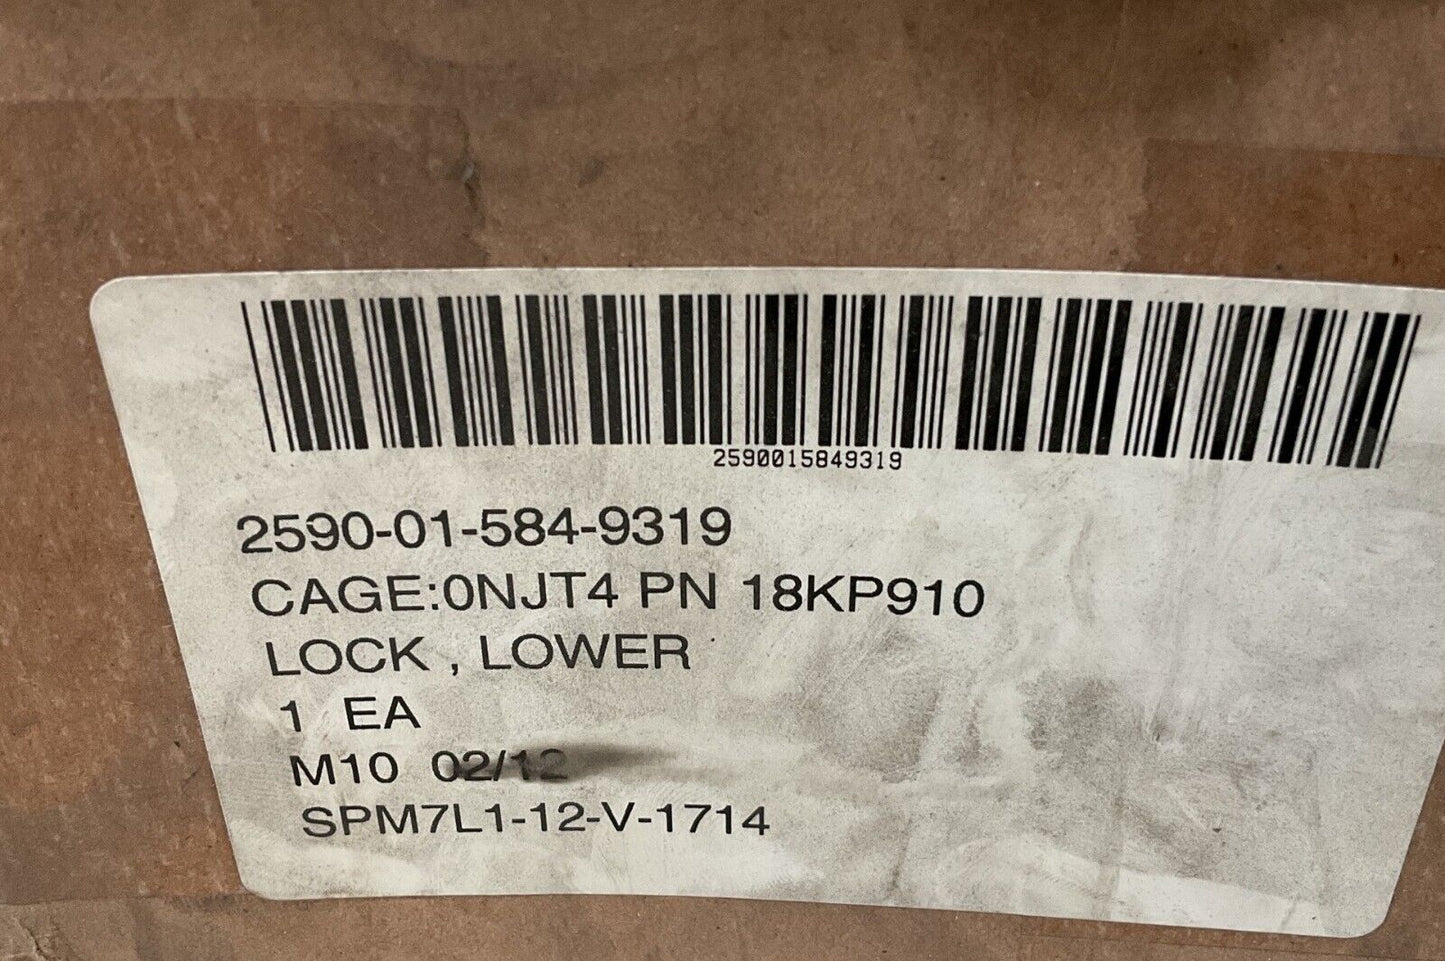 2590015849319
2590-01-584-9319
CAGE:0NJT4 PN 18KP910
LOCK , LOWER
1 EA
M10 02/12
SPM7L1-12-V-1714